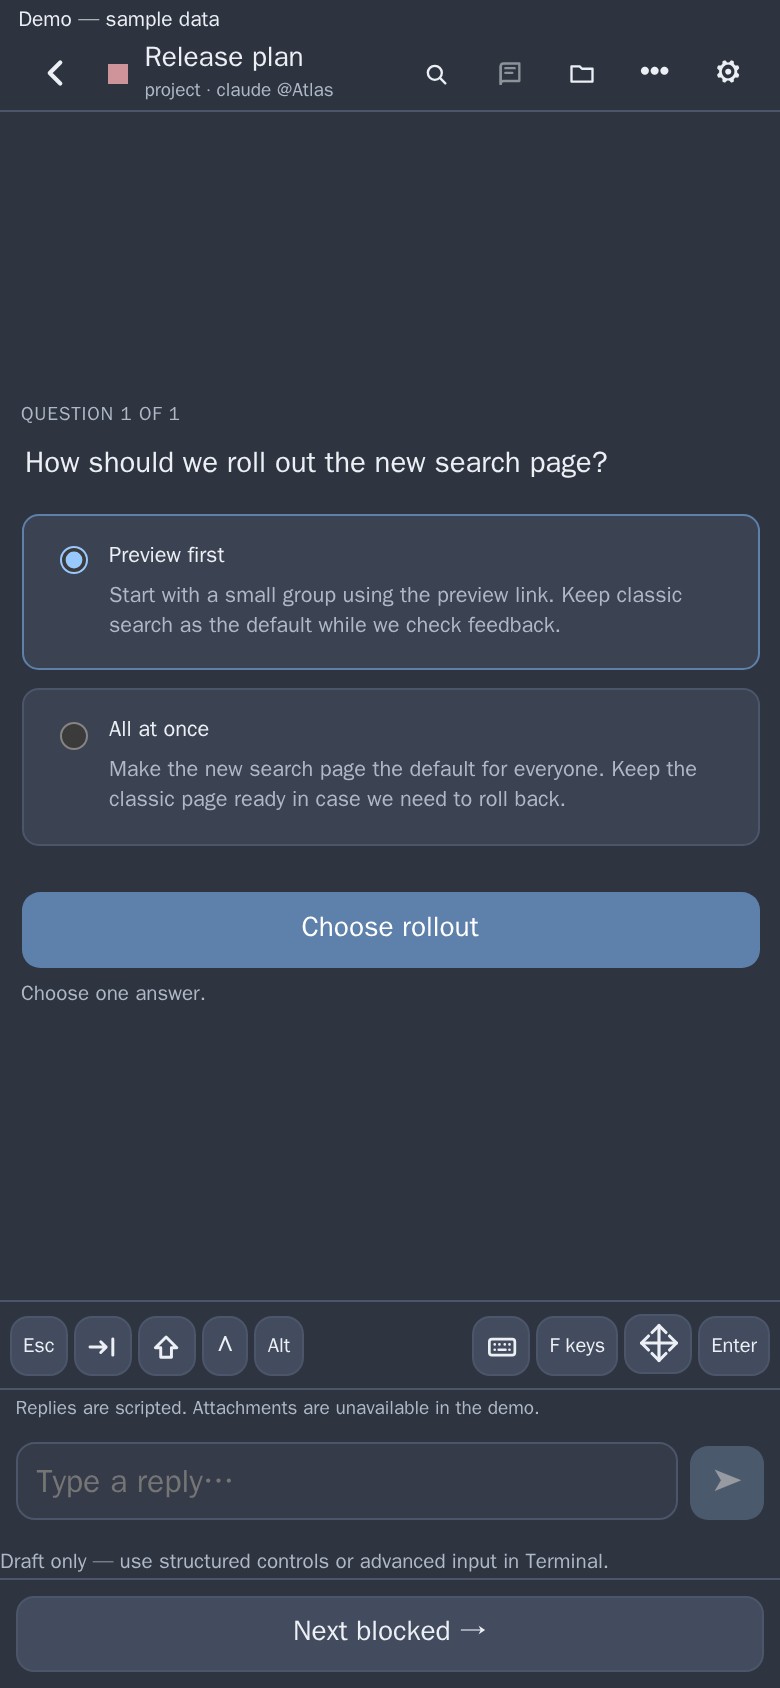 Demo — sample data
Release plan
project · claude @Atlas
QUESTION 1 OF 1
How should we roll out the new search page?
Preview first
Start with a small group using the preview link. Keep classic
search as the default while we check feedback.
All at once
Make the new search page the default for everyone. Keep the
classic page ready in case we need to roll back.
Choose rollout
Choose one answer.
Esc
^
Alt
F keys
Enter
Replies are scripted. Attachments are unavailable in the demo.
Type a reply···
Draft only — use structured controls or advanced input in Terminal.
Next blocked →